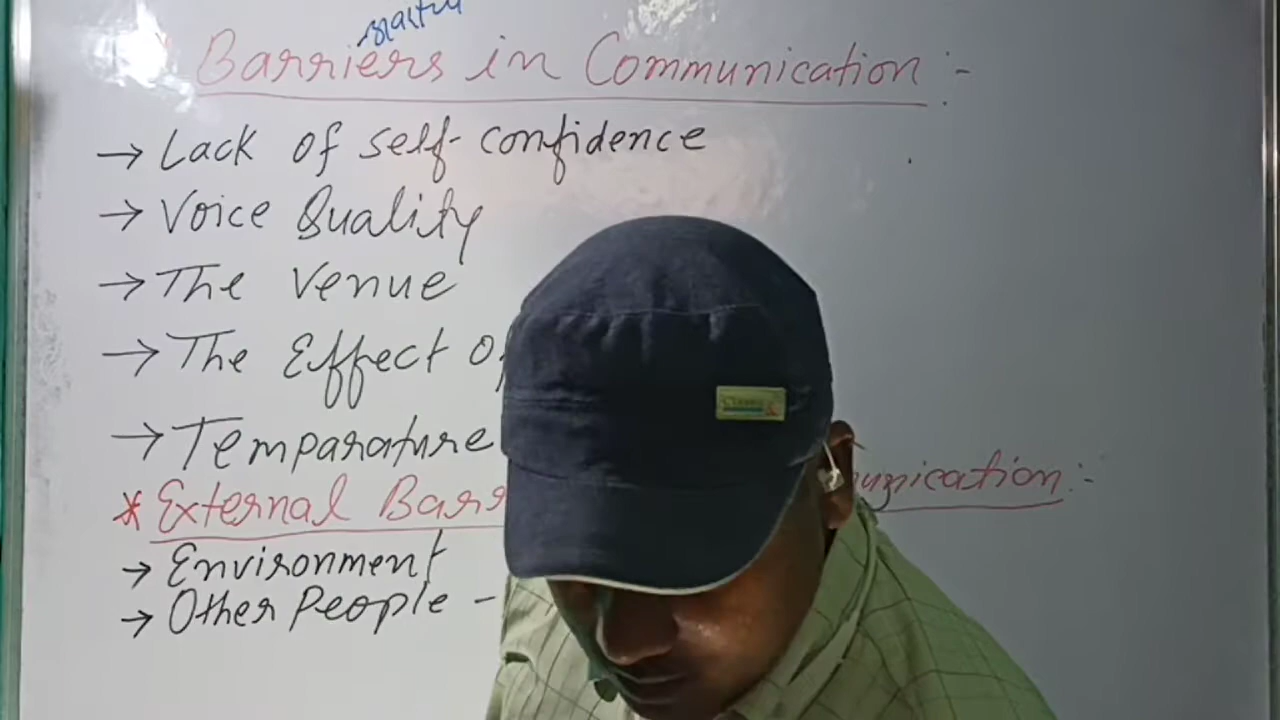 Barriers in Communication :-
→ Lack of self-confidence
→ Voice Quality
→ The Venue
→ The Effect of
→ Temparature
* External Barr
:-
→ Environment
→ Other People -